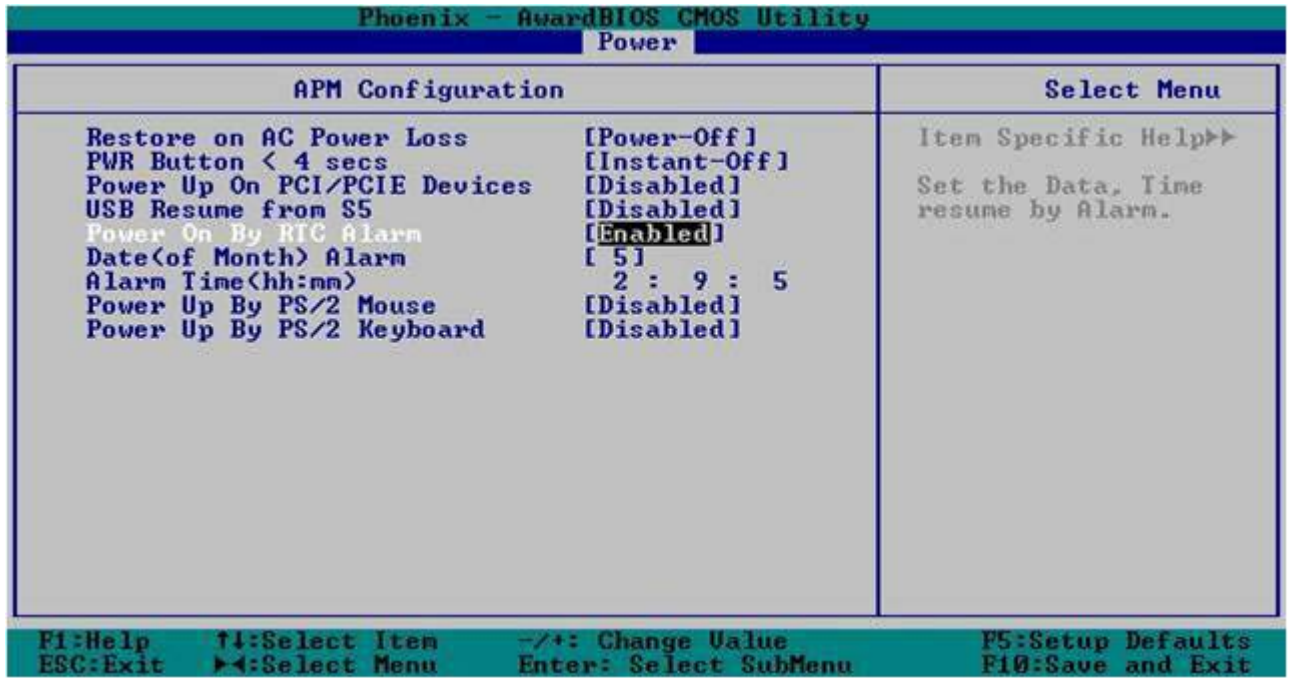 Phoenix - AwardBIOS CMOS Utility
Power
APM Configuration
Restore on AC Power Loss [Power-Off]
PWR Button < 4 secs [Instant-Off]
Power Up On PCI/PCIE Devices [Disabled]
USB Resume from S5 [Disabled]
Power On By RTC Alarm [Enabled]
Date(of Month) Alarm [ 5]
Alarm Time(hh:mm) 2 : 9 : 5
Power Up By PS/2 Mouse [Disabled]
Power Up By PS/2 Keyboard [Disabled]
Select Menu
Item Specific Help▶▶
Set the Data, Time
resume by Alarm.
F1:Help ↑↓:Select Item -/+: Change Value F5:Setup Defaults
ESC:Exit ▶◀:Select Menu Enter: Select SubMenu F10:Save and Exit